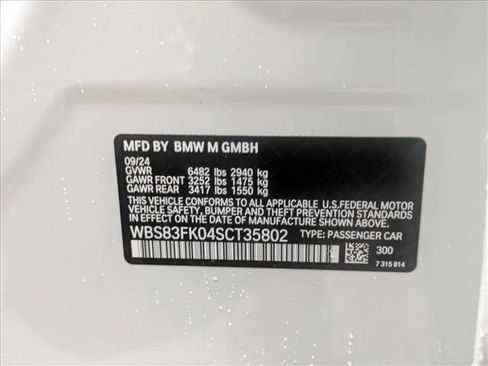 MFD BY BMW M GMBH
09/24
GVWR 6482 lbs 2940 kg
GAWR FRONT 3252 lbs 1475 kg
GAWR REAR 3417 lbs 1550 kg
THIS VEHICLE CONFORMS TO ALL APPLICABLE U.S.FEDERAL MOTOR
VEHICLE SAFETY, BUMPER, AND THEFT PREVENTION STANDARDS IN
EFFECT ON THE DATE OF MANUFACTURE SHOWN ABOVE.
WBS83FK04SCT35802 TYPE: PASSENGER CAR
300
7 315 814